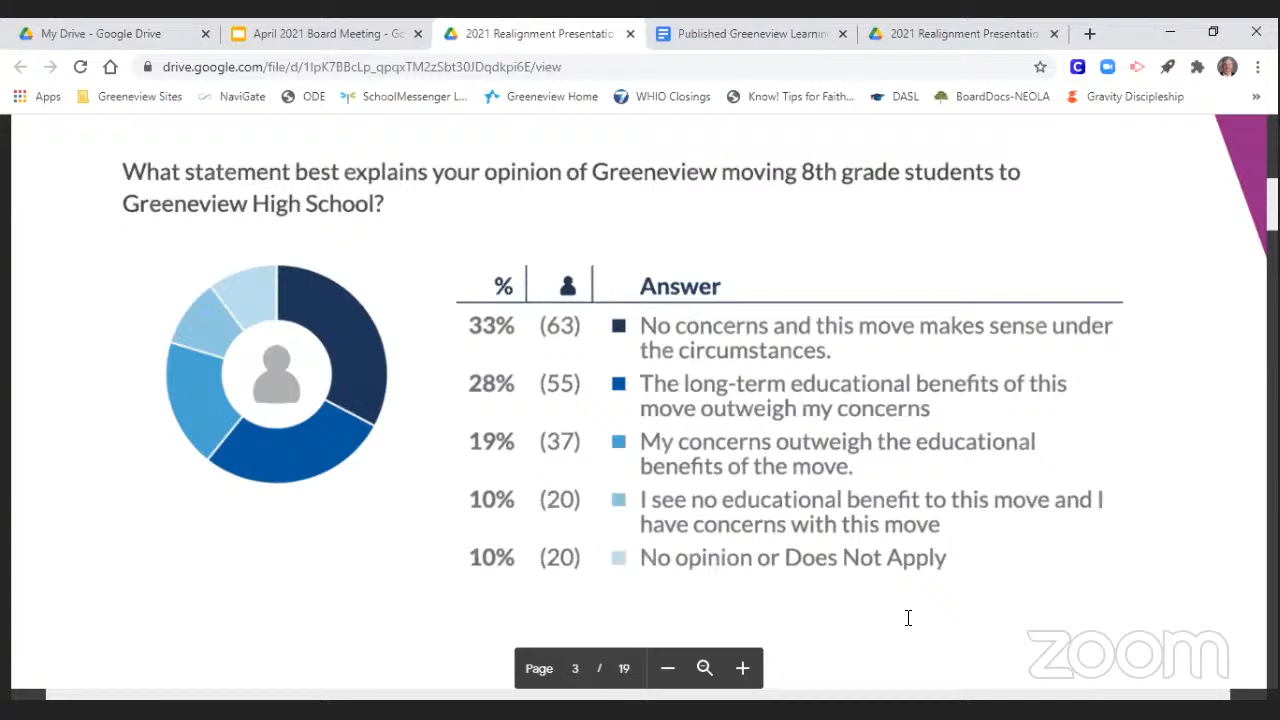 My Drive - Google Drive
April 2021 Board Meeting - Go
2021 Realignment Presentatio
Published Greeneview Learnin
2021 Realignment Presentatio
drive.google.com/file/d/1IpK7BBcLp_qpqxTM2zSbt30JDqdkpi6E/view
Apps
Greeneview Sites
NaviGate
ODE
SchoolMessenger L...
Greeneview Home
WHIO Closings
Know! Tips for Faith...
DASL
BoardDocs-NEOLA
Gravity Discipleship
What statement best explains your opinion of Greeneview moving 8th grade students to
Greeneview High School?
% Answer
33% (63) No concerns and this move makes sense under
the circumstances.
28% (55) The long-term educational benefits of this
move outweigh my concerns
19% (37) My concerns outweigh the educational
benefits of the move.
10% (20) I see no educational benefit to this move and I
have concerns with this move
10% (20) No opinion or Does Not Apply
Page 3 / 19
zoom